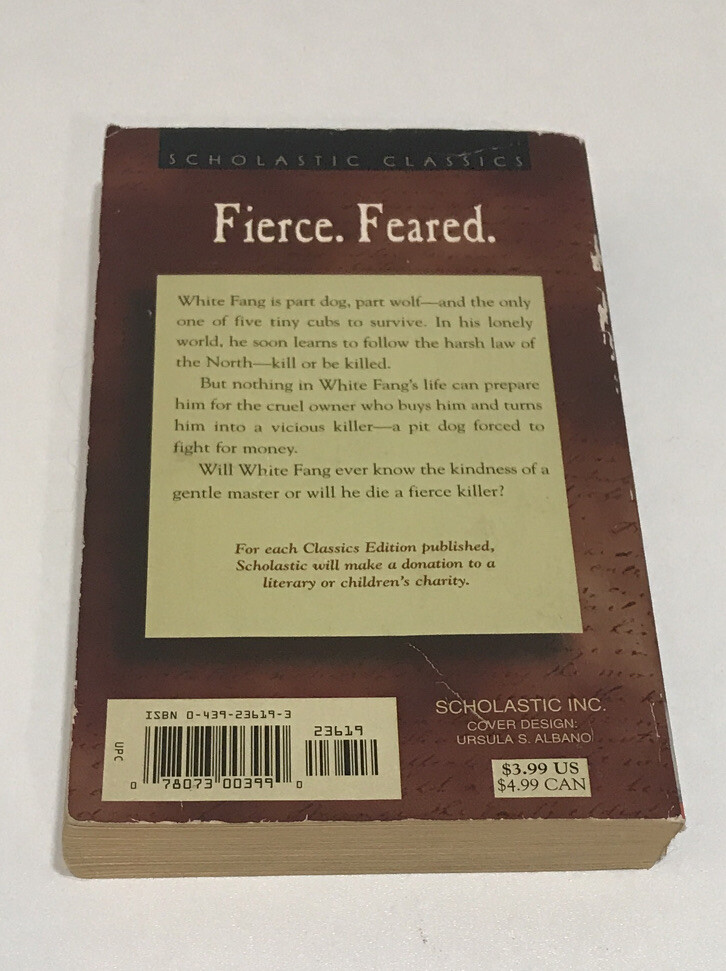 SCHOLASTIC CLASSICS
Fierce. Feared.
White Fang is part dog, part wolf—and the only
one of five tiny cubs to survive. In his lonely
world, he soon learns to follow the harsh law of
the North—kill or be killed.
But nothing in White Fang's life can prepare
him for the cruel owner who buys him and turns
him into a vicious killer—a pit dog forced to
fight for money.
Will White Fang ever know the kindness of a
gentle master or will he die a fierce killer?
For each Classics Edition published,
Scholastic will make a donation to a
literary or children's charity.
ISBN 0-439-23619-3
23619
UPC
0 78073 00399 0
SCHOLASTIC INC.
COVER DESIGN:
URSULA S. ALBANO
$3.99 US
$4.99 CAN